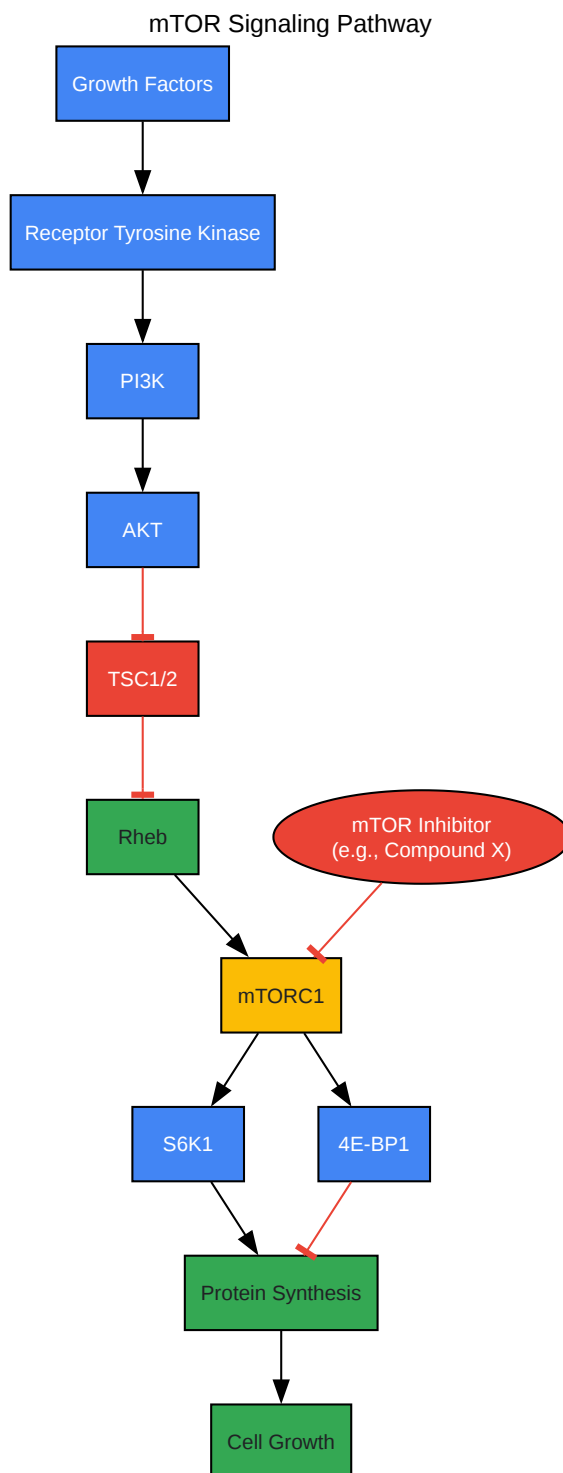 mTOR Signaling Pathway
Growth Factors
Receptor Tyrosine Kinase
PI3K
AKT
TSC1/2
Rheb
mTOR Inhibitor
(e.g., Compound X)
mTORC1
S6K1
4E-BP1
Protein Synthesis
Cell Growth